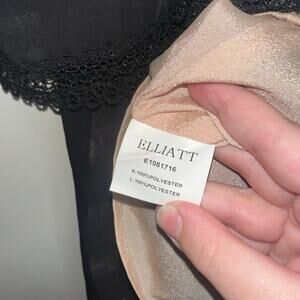 ELLIATT
E1081716
S:100%POLYESTER
L:100%POLYESTER